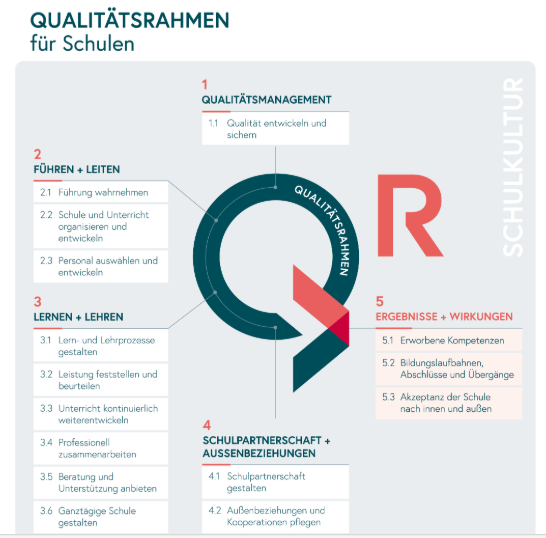 QUALITÄTSRAHMEN
für Schulen
SCHULKULTUR
1
QUALITÄTSMANAGEMENT
1.1 Qualität entwickeln und
sichern
2
FÜHREN + LEITEN
2.1 Führung wahrnehmen
2.2 Schule und Unterricht
organisieren und
entwickeln
2.3 Personal auswählen und
entwickeln
QUALITÄTSRAHMEN
R
3
LERNEN + LEHREN
3.1 Lern- und Lehrprozesse
gestalten
3.2 Leistung feststellen und
beurteilen
3.3 Unterricht kontinuierlich
weiterentwickeln
3.4 Professionell
zusammenarbeiten
3.5 Beratung und
Unterstützung anbieten
3.6 Ganztägige Schule
gestalten
4
SCHULPARTNERSCHAFT +
AUSSENBEZIEHUNGEN
4.1 Schulpartnerschaft
gestalten
4.2 Außenbeziehungen und
Kooperationen pflegen
5
ERGEBNISSE + WIRKUNGEN
5.1 Erworbene Kompetenzen
5.2 Bildungslaufbahnen,
Abschlüsse und Übergänge
5.3 Akzeptanz der Schule
nach innen und außen